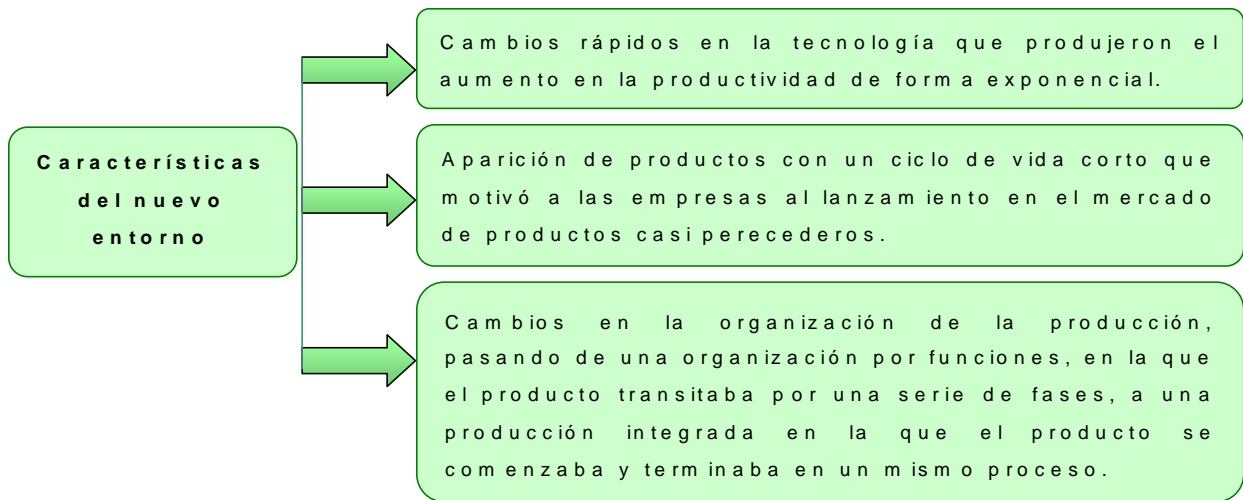 Características
del nuevo
entorno
Cambios rápidos en la tecnología que produjeron el
aumento en la productividad de forma exponencial.
Aparición de productos con un ciclo de vida corto que
motivó a las empresas al lanzamiento en el mercado
de productos casi perecederos.
Cambios en la organización de la producción,
pasando de una organización por funciones, en la que
el producto transitaba por una serie de fases, a una
producción integrada en la que el producto se
comenzaba y terminaba en un mismo proceso.